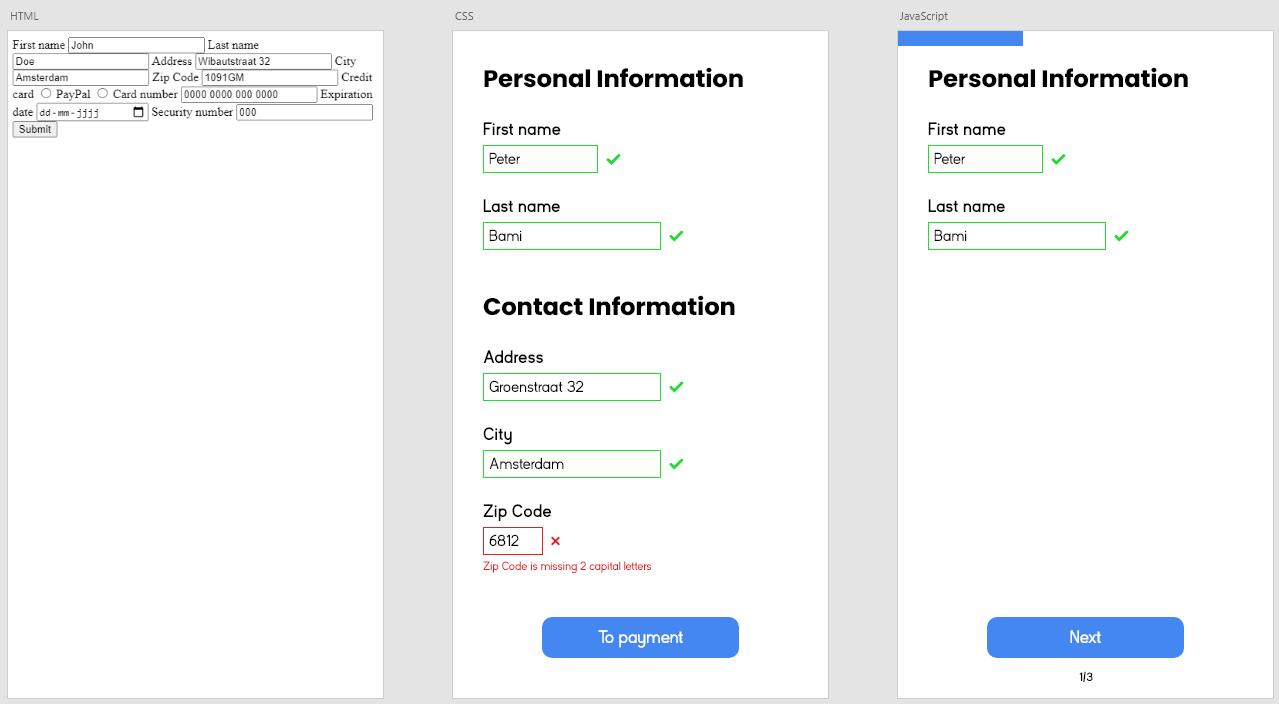 HTML
First name John Last name
Doe Address Wibautstraat 32 City
Amsterdam Zip Code 1091GM Credit
card PayPal Card number 0000 0000 000 0000 Expiration
date dd-mm-jjjj Security number 000
Submit
CSS
Personal Information
First name
Peter
Last name
Bami
Contact Information
Address
Groenstraat 32
City
Amsterdam
Zip Code
6812
Zip Code is missing 2 capital letters
To payment
JavaScript
Personal Information
First name
Peter
Last name
Bami
Next
1/3